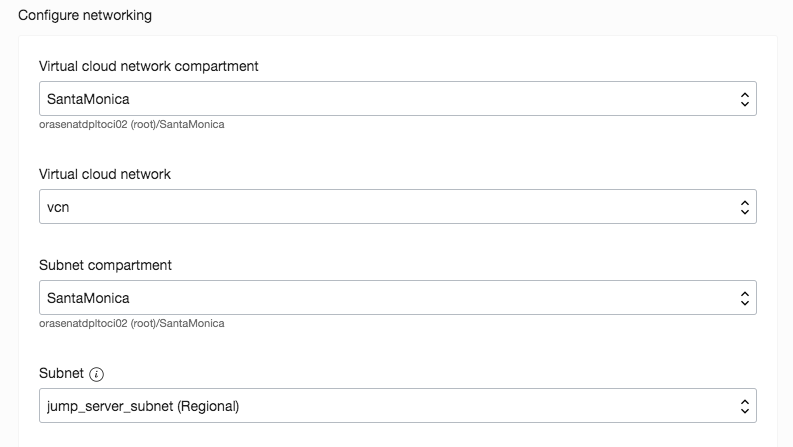 Configure networking
Virtual cloud network compartment
SantaMonica
orasenatdpltoci02 (root)/SantaMonica
Virtual cloud network
vcn
Subnet compartment
SantaMonica
orasenatdpltoci02 (root)/SantaMonica
Subnet i
jump_server_subnet (Regional)